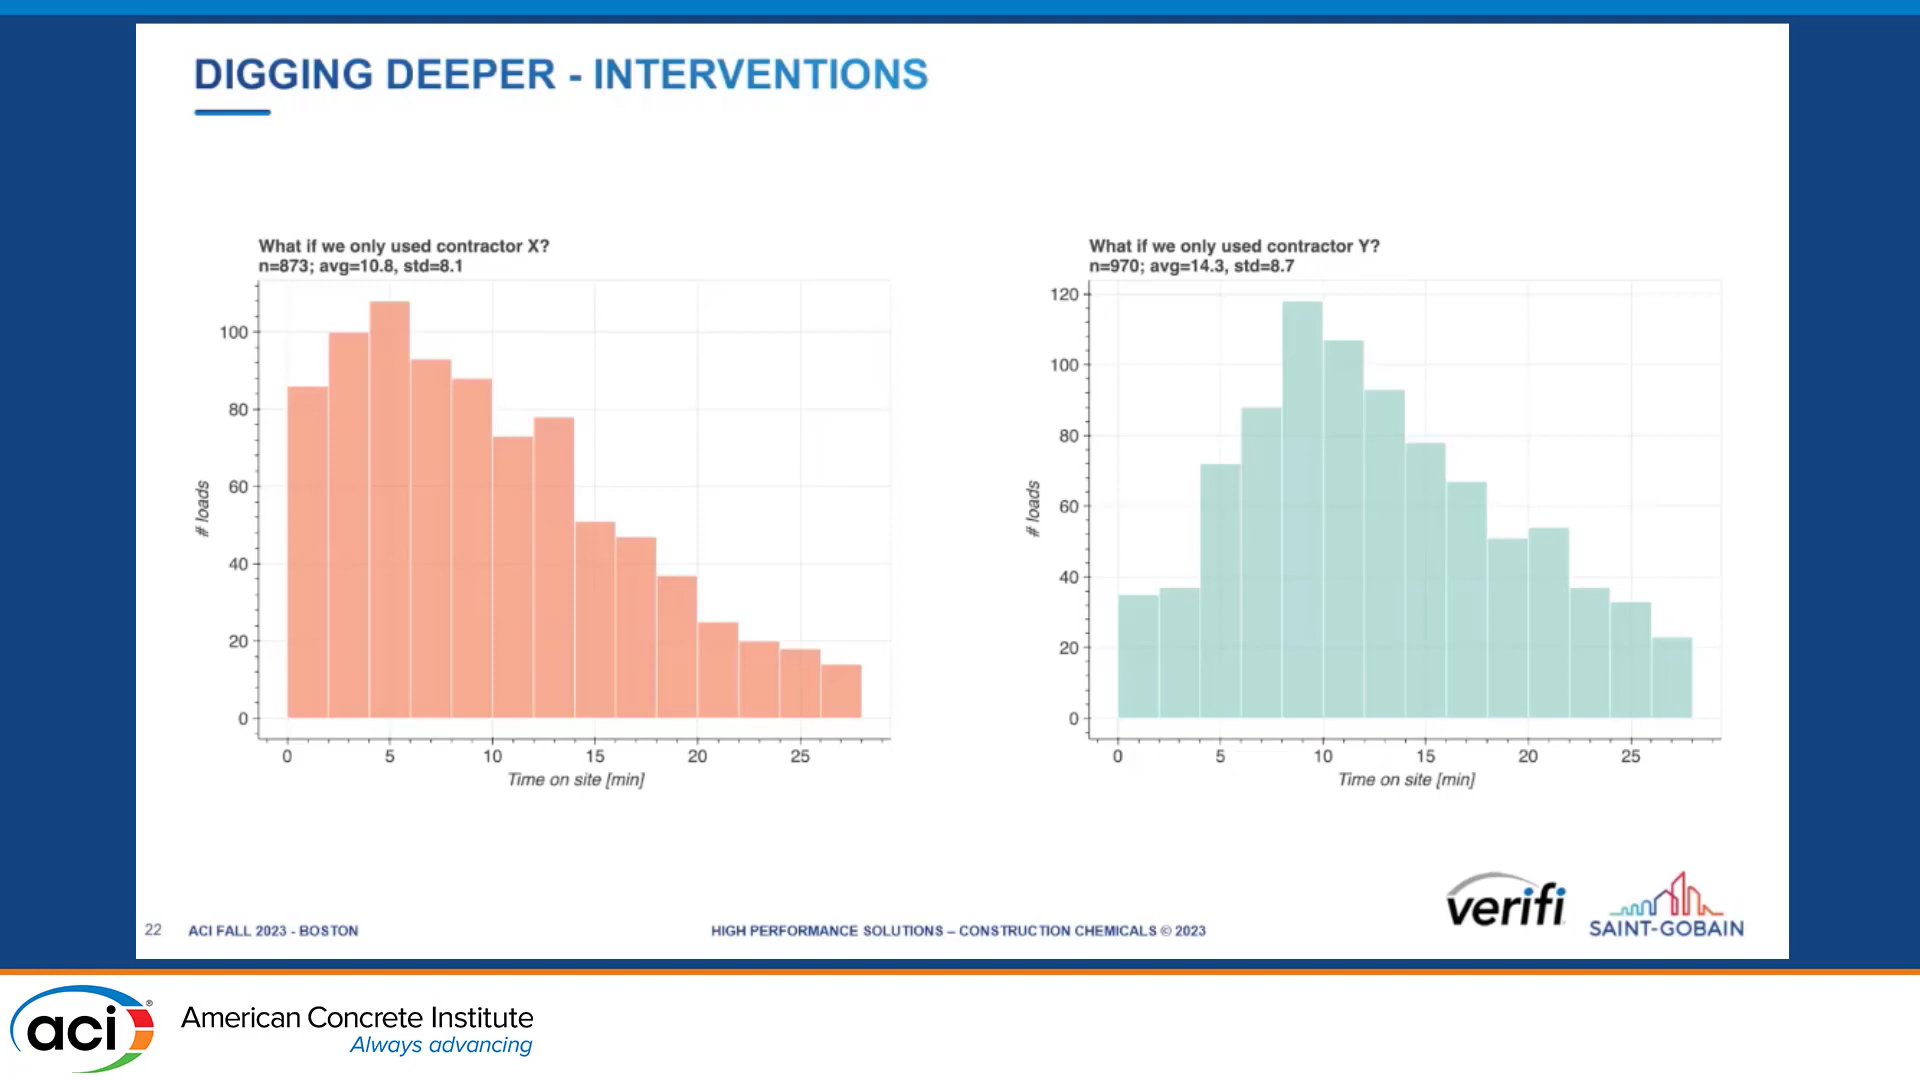 DIGGING DEEPER - INTERVENTIONS
What if we only used contractor X?
n=873; avg=10.8, std=8.1
100
80
60
40
20
0
# loads
0 5 10 15 20 25
Time on site [min]
What if we only used contractor Y?
n=970; avg=14.3, std=8.7
120
100
80
60
40
20
0
# loads
0 5 10 15 20 25
Time on site [min]
verifi
SAINT-GOBAIN
22 ACI FALL 2023 - BOSTON
HIGH PERFORMANCE SOLUTIONS – CONSTRUCTION CHEMICALS © 2023
aci®
American Concrete Institute
Always advancing